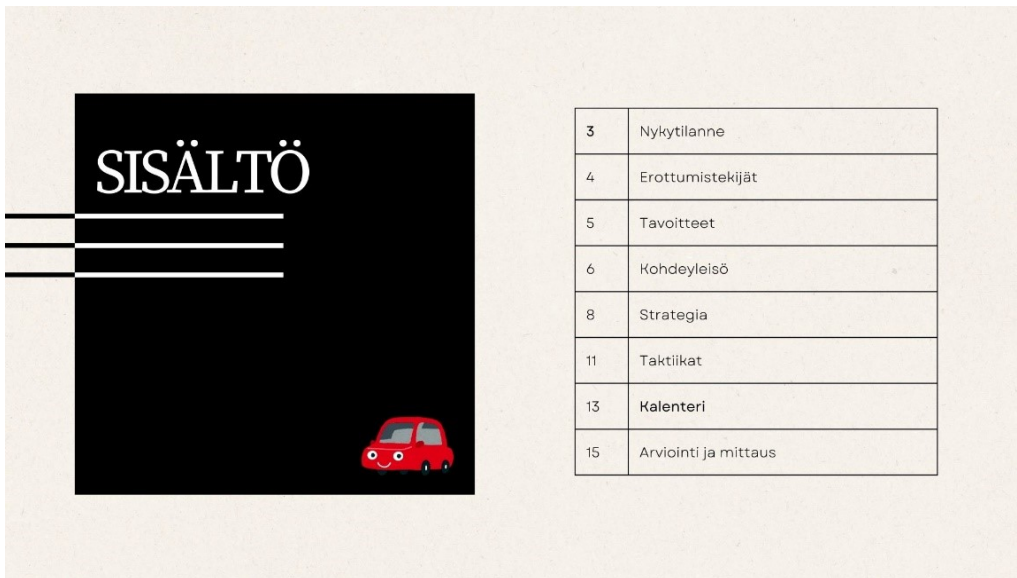 SISÄLTÖ
3 Nykytilanne
4 Erottumistekijät
5 Tavoitteet
6 Kohdeyleisö
8 Strategia
11 Taktiikat
13 Kalenteri
15 Arviointi ja mittaus